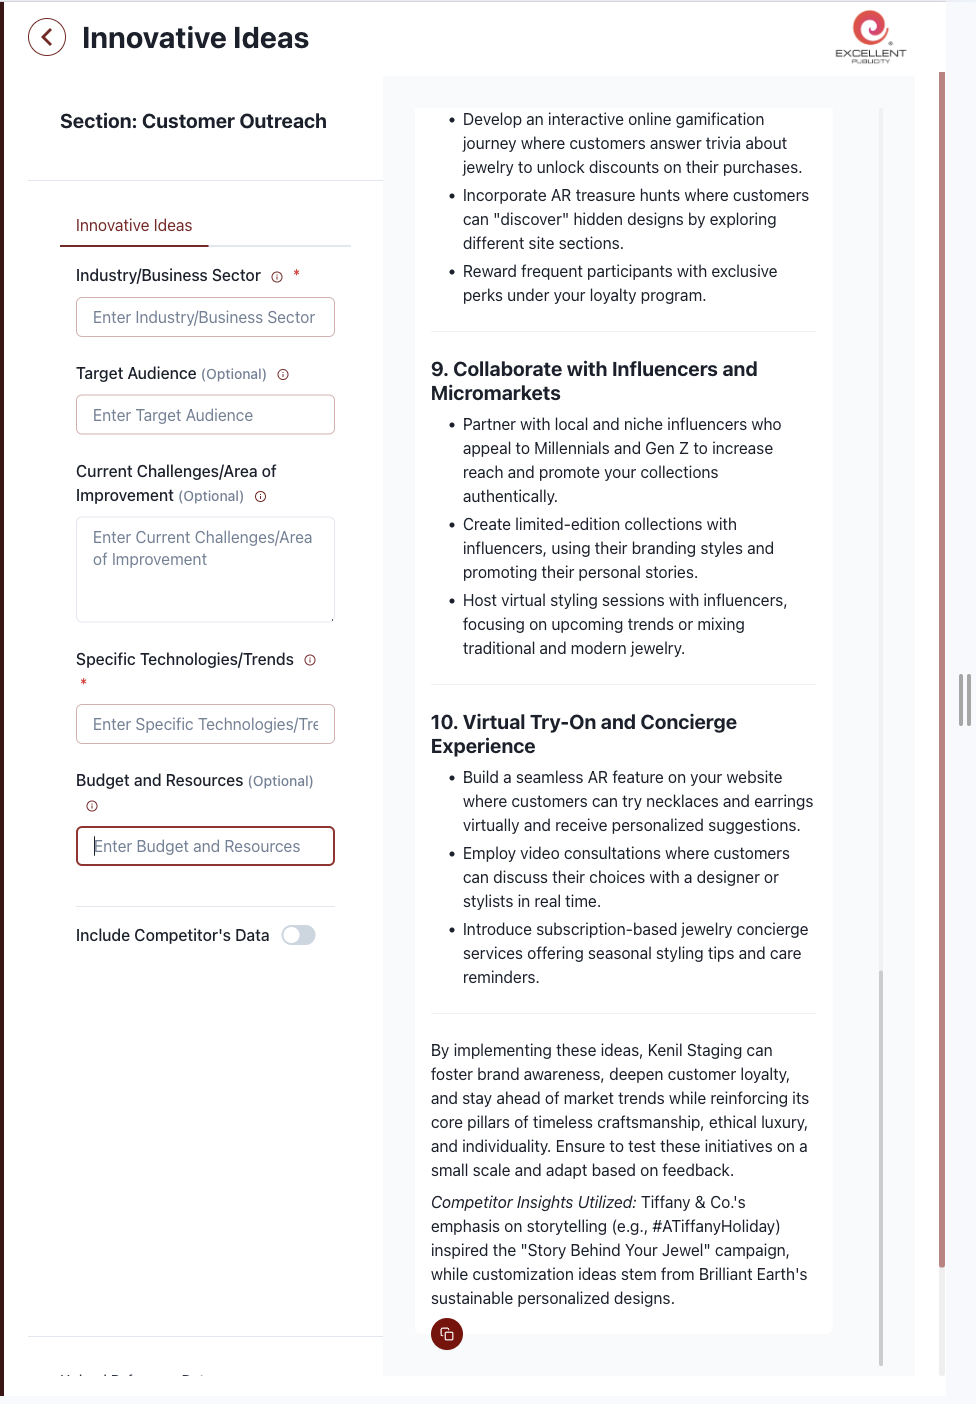 Innovative Ideas
EXCELLENT
PUBLICITY
Section: Customer Outreach
Innovative Ideas
Industry/Business Sector *
Enter Industry/Business Sector
Target Audience (Optional)
Enter Target Audience
Current Challenges/Area of
Improvement (Optional)
Enter Current Challenges/Area
of Improvement
Specific Technologies/Trends
*
Enter Specific Technologies/Tre
Budget and Resources (Optional)
Enter Budget and Resources
Include Competitor's Data
• Develop an interactive online gamification
journey where customers answer trivia about
jewelry to unlock discounts on their purchases.
• Incorporate AR treasure hunts where customers
can "discover" hidden designs by exploring
different site sections.
• Reward frequent participants with exclusive
perks under your loyalty program.
9. Collaborate with Influencers and
Micromarkets
• Partner with local and niche influencers who
appeal to Millennials and Gen Z to increase
reach and promote your collections
authentically.
• Create limited-edition collections with
influencers, using their branding styles and
promoting their personal stories.
• Host virtual styling sessions with influencers,
focusing on upcoming trends or mixing
traditional and modern jewelry.
10. Virtual Try-On and Concierge
Experience
• Build a seamless AR feature on your website
where customers can try necklaces and earrings
virtually and receive personalized suggestions.
• Employ video consultations where customers
can discuss their choices with a designer or
stylists in real time.
• Introduce subscription-based jewelry concierge
services offering seasonal styling tips and care
reminders.
By implementing these ideas, Kenil Staging can
foster brand awareness, deepen customer loyalty,
and stay ahead of market trends while reinforcing its
core pillars of timeless craftsmanship, ethical luxury,
and individuality. Ensure to test these initiatives on a
small scale and adapt based on feedback.
Competitor Insights Utilized: Tiffany & Co.'s
emphasis on storytelling (e.g., #ATiffanyHoliday)
inspired the "Story Behind Your Jewel" campaign,
while customization ideas stem from Brilliant Earth's
sustainable personalized designs.